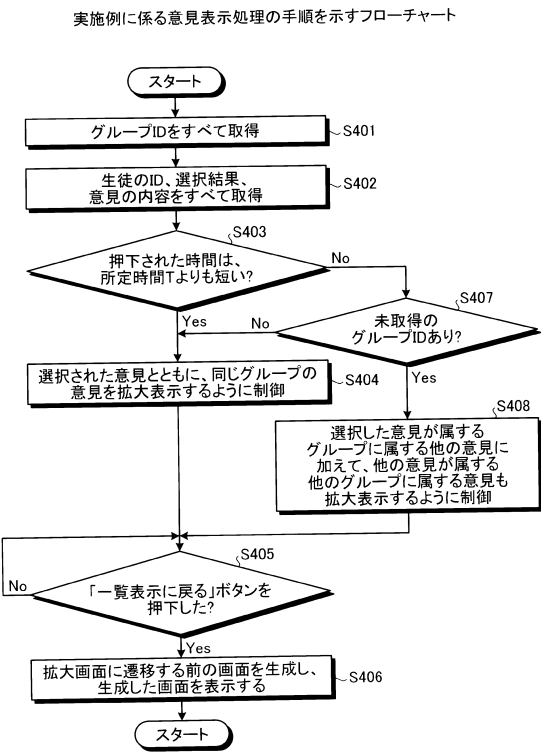 実施例に係る意見表示処理の手順を示すフローチャート
スタート
グループIDをすべて取得
S401
生徒のID、選択結果、
意見の内容をすべて取得
S402
S403
押下された時間は、
所定時間Tよりも短い?
No
Yes
S407
未取得の
グループIDあり?
No
Yes
選択された意見とともに、同じグループの
意見を拡大表示するように制御
S404
S408
選択した意見が属する
グループに属する他の意見に
加えて、他の意見が属する
他のグループに属する意見も
拡大表示するように制御
S405
「一覧表示に戻る」ボタンを
押下した?
No
Yes
拡大画面に遷移する前の画面を生成し、
生成した画面を表示する
S406
スタート